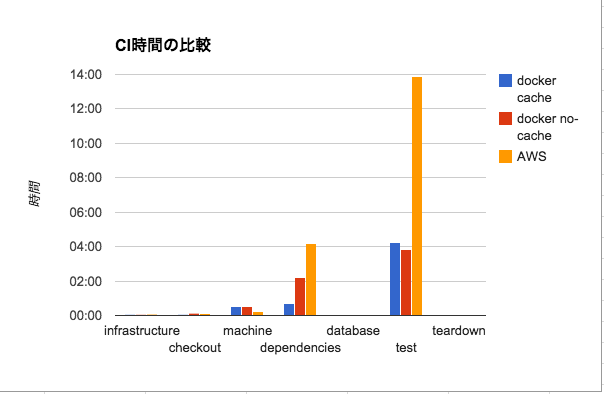 CI時間の比較
14:00
12:00
10:00
08:00
06:00
04:00
02:00
00:00
時間
infrastructure
checkout
machine
dependencies
database
test
teardown
docker
cache
docker no-
cache
AWS